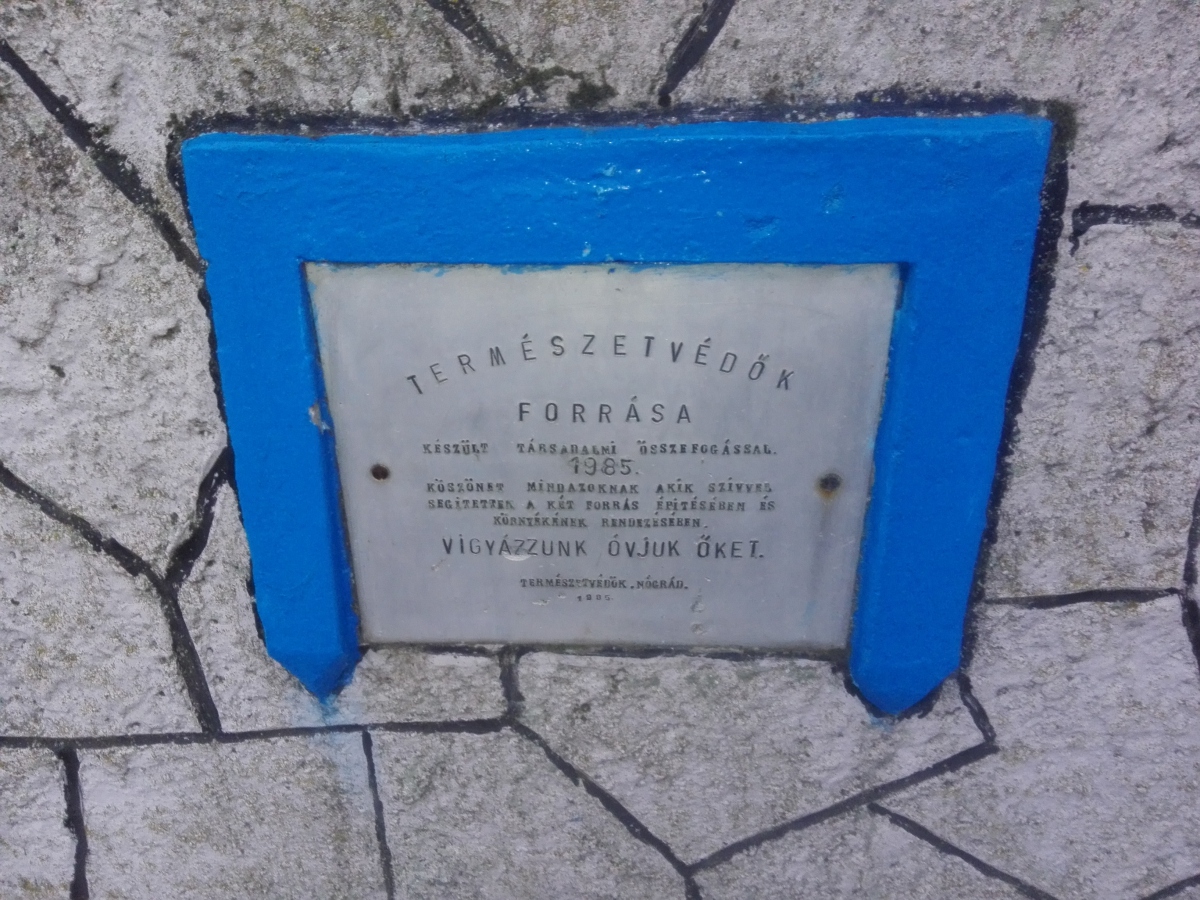 TERMÉSZETVÉDŐK
FORRÁSA
KÉSZÜLT TÁRSADALMI ÖSSZEFOGÁSSAL.
1985.
KÖSZÖNET MINDAZOKNAK AKIK SZÍVVEL
SEGÍTETTEK A KÉT FORRÁS ÉPÍTÉSÉBEN ÉS
KÖRNYÉKÉNEK RENDEZÉSÉBEN.
VIGYÁZZUNK ÓVJUK ŐKET.
TERMÉSZETVÉDŐK.NÓGRÁD.